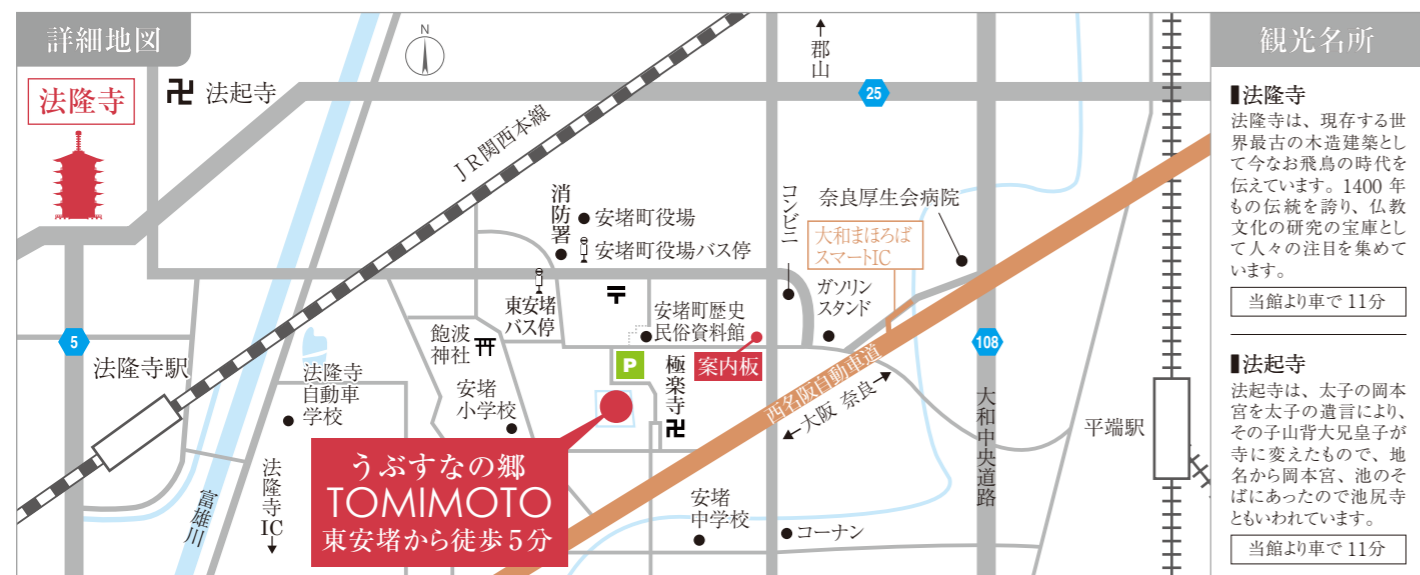 詳細地図
法隆寺
法起寺
N
JR関西本線
↑
郡山
25
消防署
安堵町役場
安堵町役場バス停
コンビニ
奈良厚生会病院
大和まほろば
スマートIC
東安堵
バス停
安堵町歴史
民俗資料館
ガソリン
スタンド
飽波
神社
P
案内板
極楽寺
5
法隆寺駅
法隆寺
自動車
学校
安堵
小学校
西名阪自動車道
←大阪 奈良→
108
大和中央道路
平端駅
うぶすなの郷
TOMIMOTO
東安堵から徒歩5分
富雄川
法隆寺IC
↓
安堵
中学校
コーナン
観光名所
▮法隆寺
法隆寺は、現存する世
界最古の木造建築とし
て今なお飛鳥の時代を
伝えています。1400 年
もの伝統を誇り、仏教
文化の研究の宝庫とし
て人々の注目を集めて
います。
当館より車で 11分
▮法起寺
法起寺は、太子の岡本
宮を太子の遺言により、
その子山背大兄皇子が
寺に変えたもので、地
名から岡本宮、池のそ
ばにあったので池尻寺
ともいわれています。
当館より車で 11分